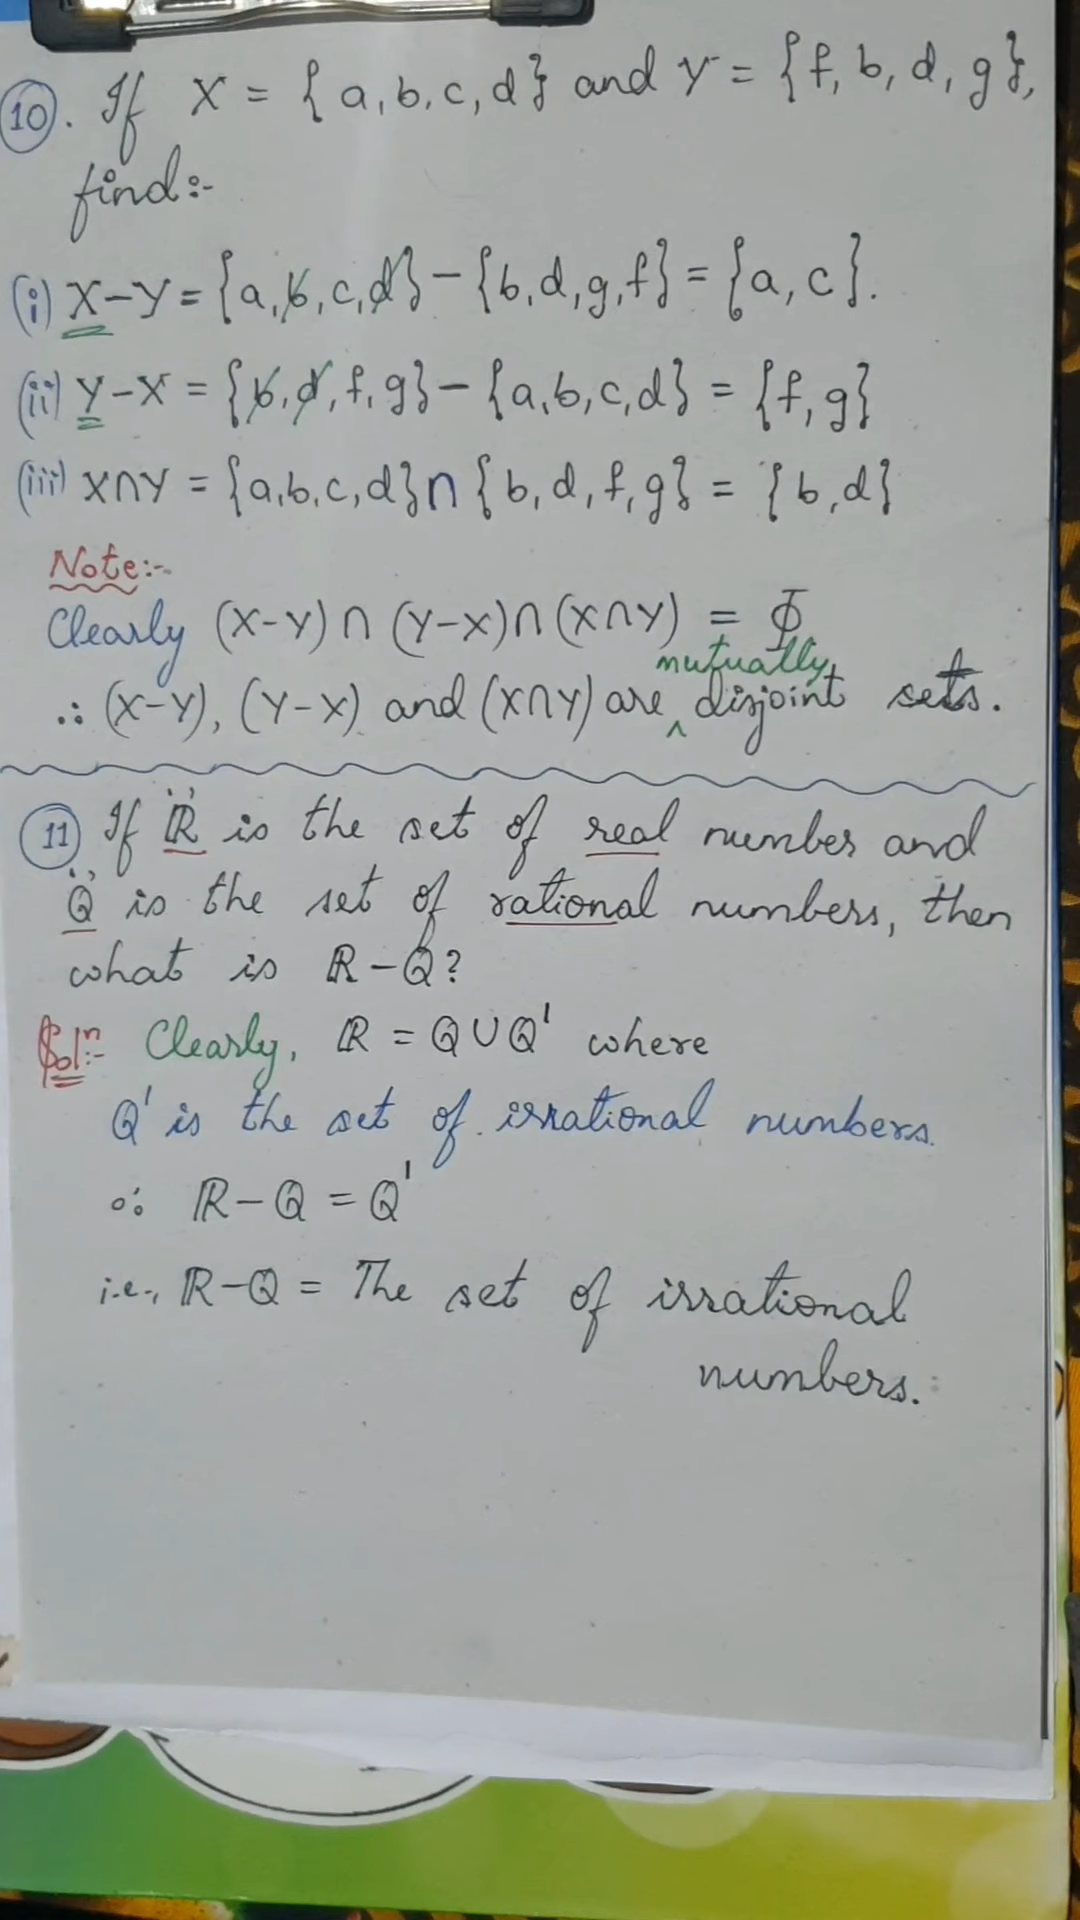 10. If X = {a, b, c, d} and Y = {f, b, d, g},
find:-
(i) X-Y = {a, b, c, d} - {b, d, g, f} = {a, c}.
(ii) Y-X = {b, d, f, g} - {a, b, c, d} = {f, g}
(iii) X∩Y = {a, b, c, d} ∩ {b, d, f, g} = {b, d}
Note:-
Clearly (X-Y) ∩ (Y-X) ∩ (X∩Y) = Φ
∴ (X-Y), (Y-X) and (X∩Y) are mutually disjoint sets.
11 If ℝ is the set of real number and
Q is the set of rational numbers, then
what is ℝ-Q?
Solⁿ:- Clearly, ℝ = Q ∪ Q' where
Q' is the set of irrational numbers.
∴ ℝ-Q = Q'
i.e., ℝ-Q = The set of irrational
numbers.